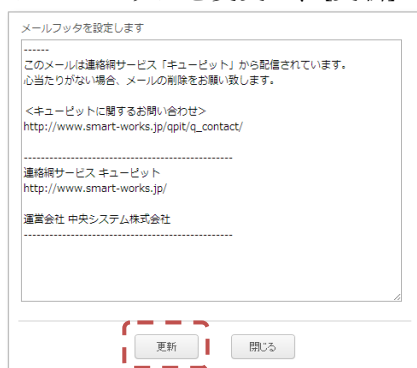 メールフッタを設定します
------
このメールは連絡網サービス「キューピット」から配信されています。
心当たりがない場合、メールの削除をお願い致します。
＜キューピットに関するお問い合わせ＞
http://www.smart-works.jp/qpit/q_contact/
-------------------------------------------------
連絡網サービス キューピット
http://www.smart-works.jp/
運営会社 中央システム株式会社
-------------------------------------------------
更新
閉じる